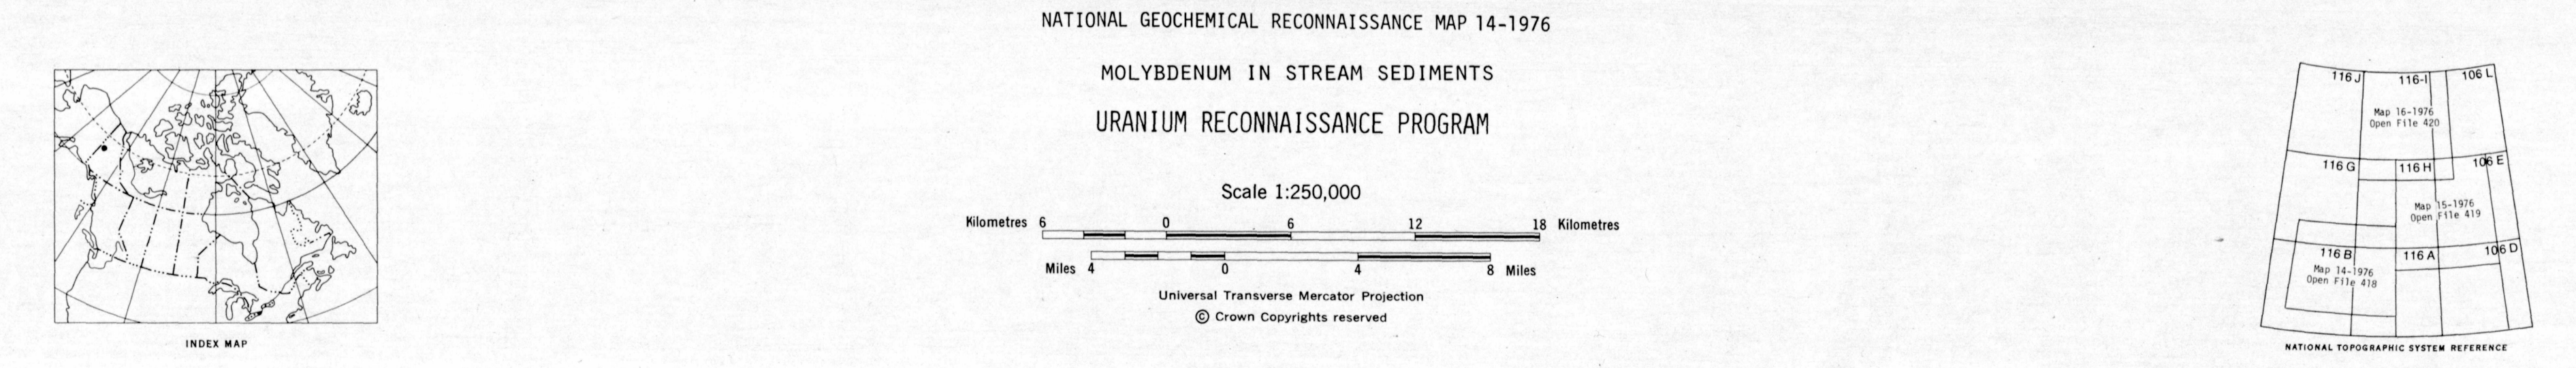 NATIONAL GEOCHEMICAL RECONNAISSANCE MAP 14-1976
MOLYBDENUM IN STREAM SEDIMENTS
URANIUM RECONNAISSANCE PROGRAM
Scale 1:250,000
Kilometres 6 0 6 12 18 Kilometres
Miles 4 0 4 8 Miles
Universal Transverse Mercator Projection
© Crown Copyrights reserved
INDEX MAP
116 J 116-I 106 L
Map 16-1976
Open File 420
116 G 116 H 106 E
Map 15-1976
Open File 419
116 B 116 A 106 D
Map 14-1976
Open File 418
NATIONAL TOPOGRAPHIC SYSTEM REFERENCE